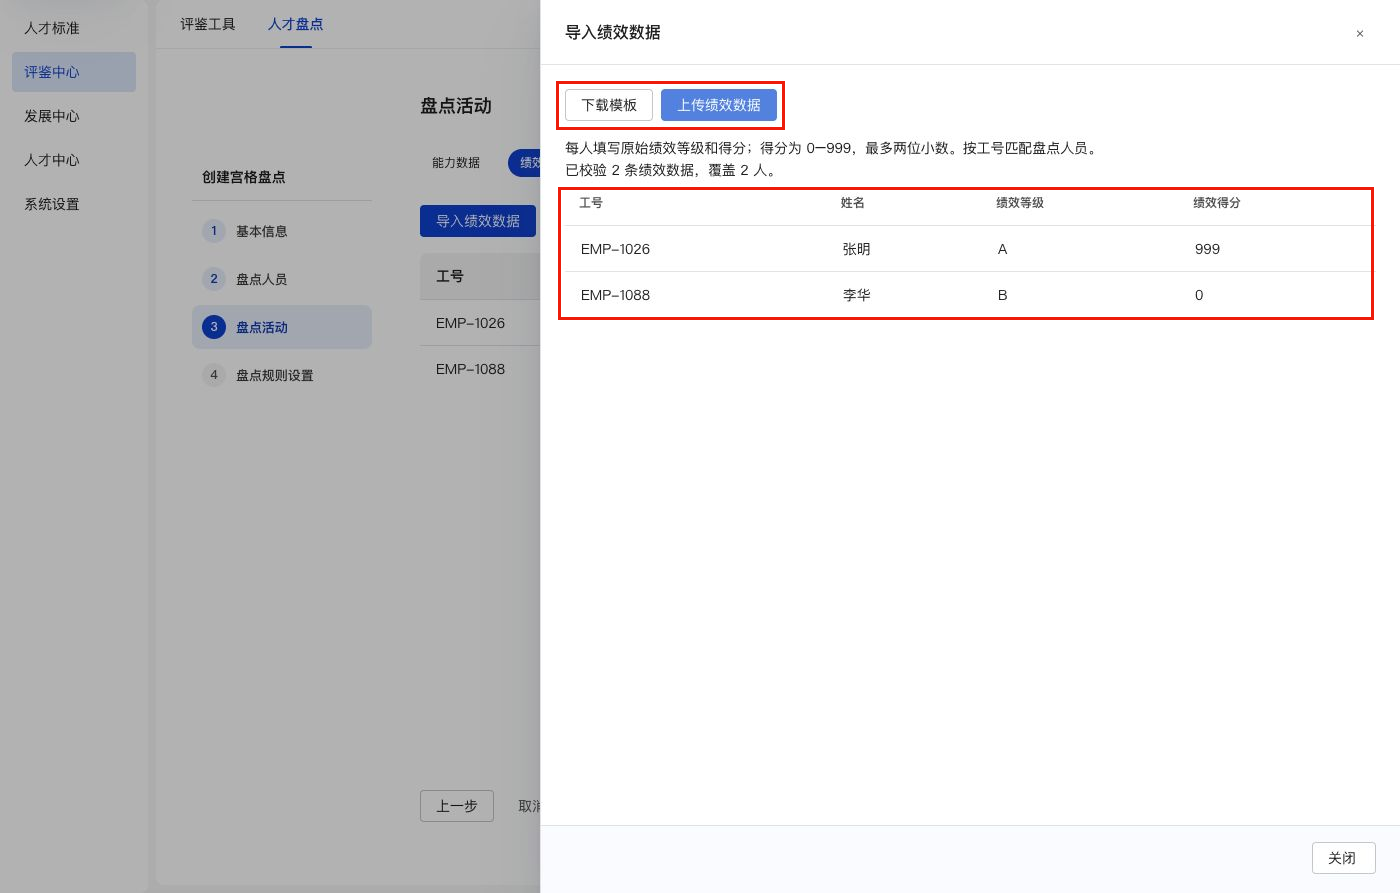 人才标准
评鉴中心
发展中心
人才中心
系统设置
评鉴工具 人才盘点
创建宫格盘点
1 基本信息
2 盘点人员
3 盘点活动
4 盘点规则设置
盘点活动
能力数据 绩效
导入绩效数据
工号
EMP-1026
EMP-1088
上一步
导入绩效数据 ×
下载模板 上传绩效数据
每人填写原始绩效等级和得分；得分为 0—999，最多两位小数。按工号匹配盘点人员。
已校验 2 条绩效数据，覆盖 2 人。
工号 姓名 绩效等级 绩效得分
EMP-1026 张明 A 999
EMP-1088 李华 B 0
关闭